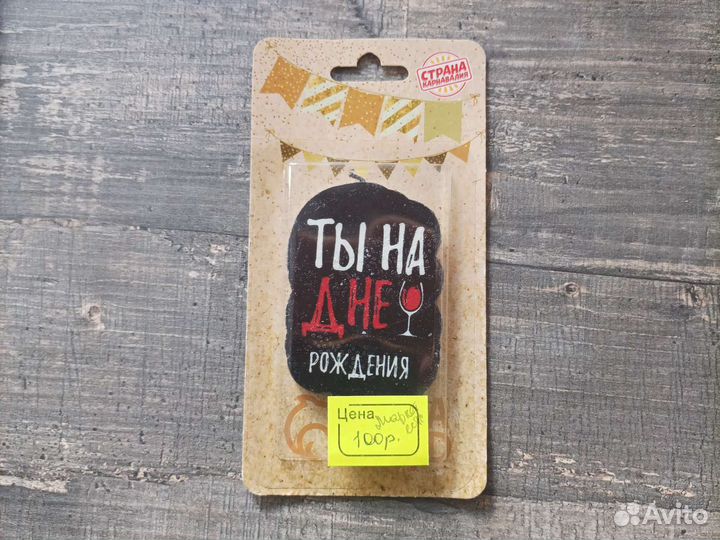 СТРАНА
КАРНАВАЛИЯ
ТЫ НА
ДНЕ
РОЖДЕНИЯ
Цена
100р.
Avito